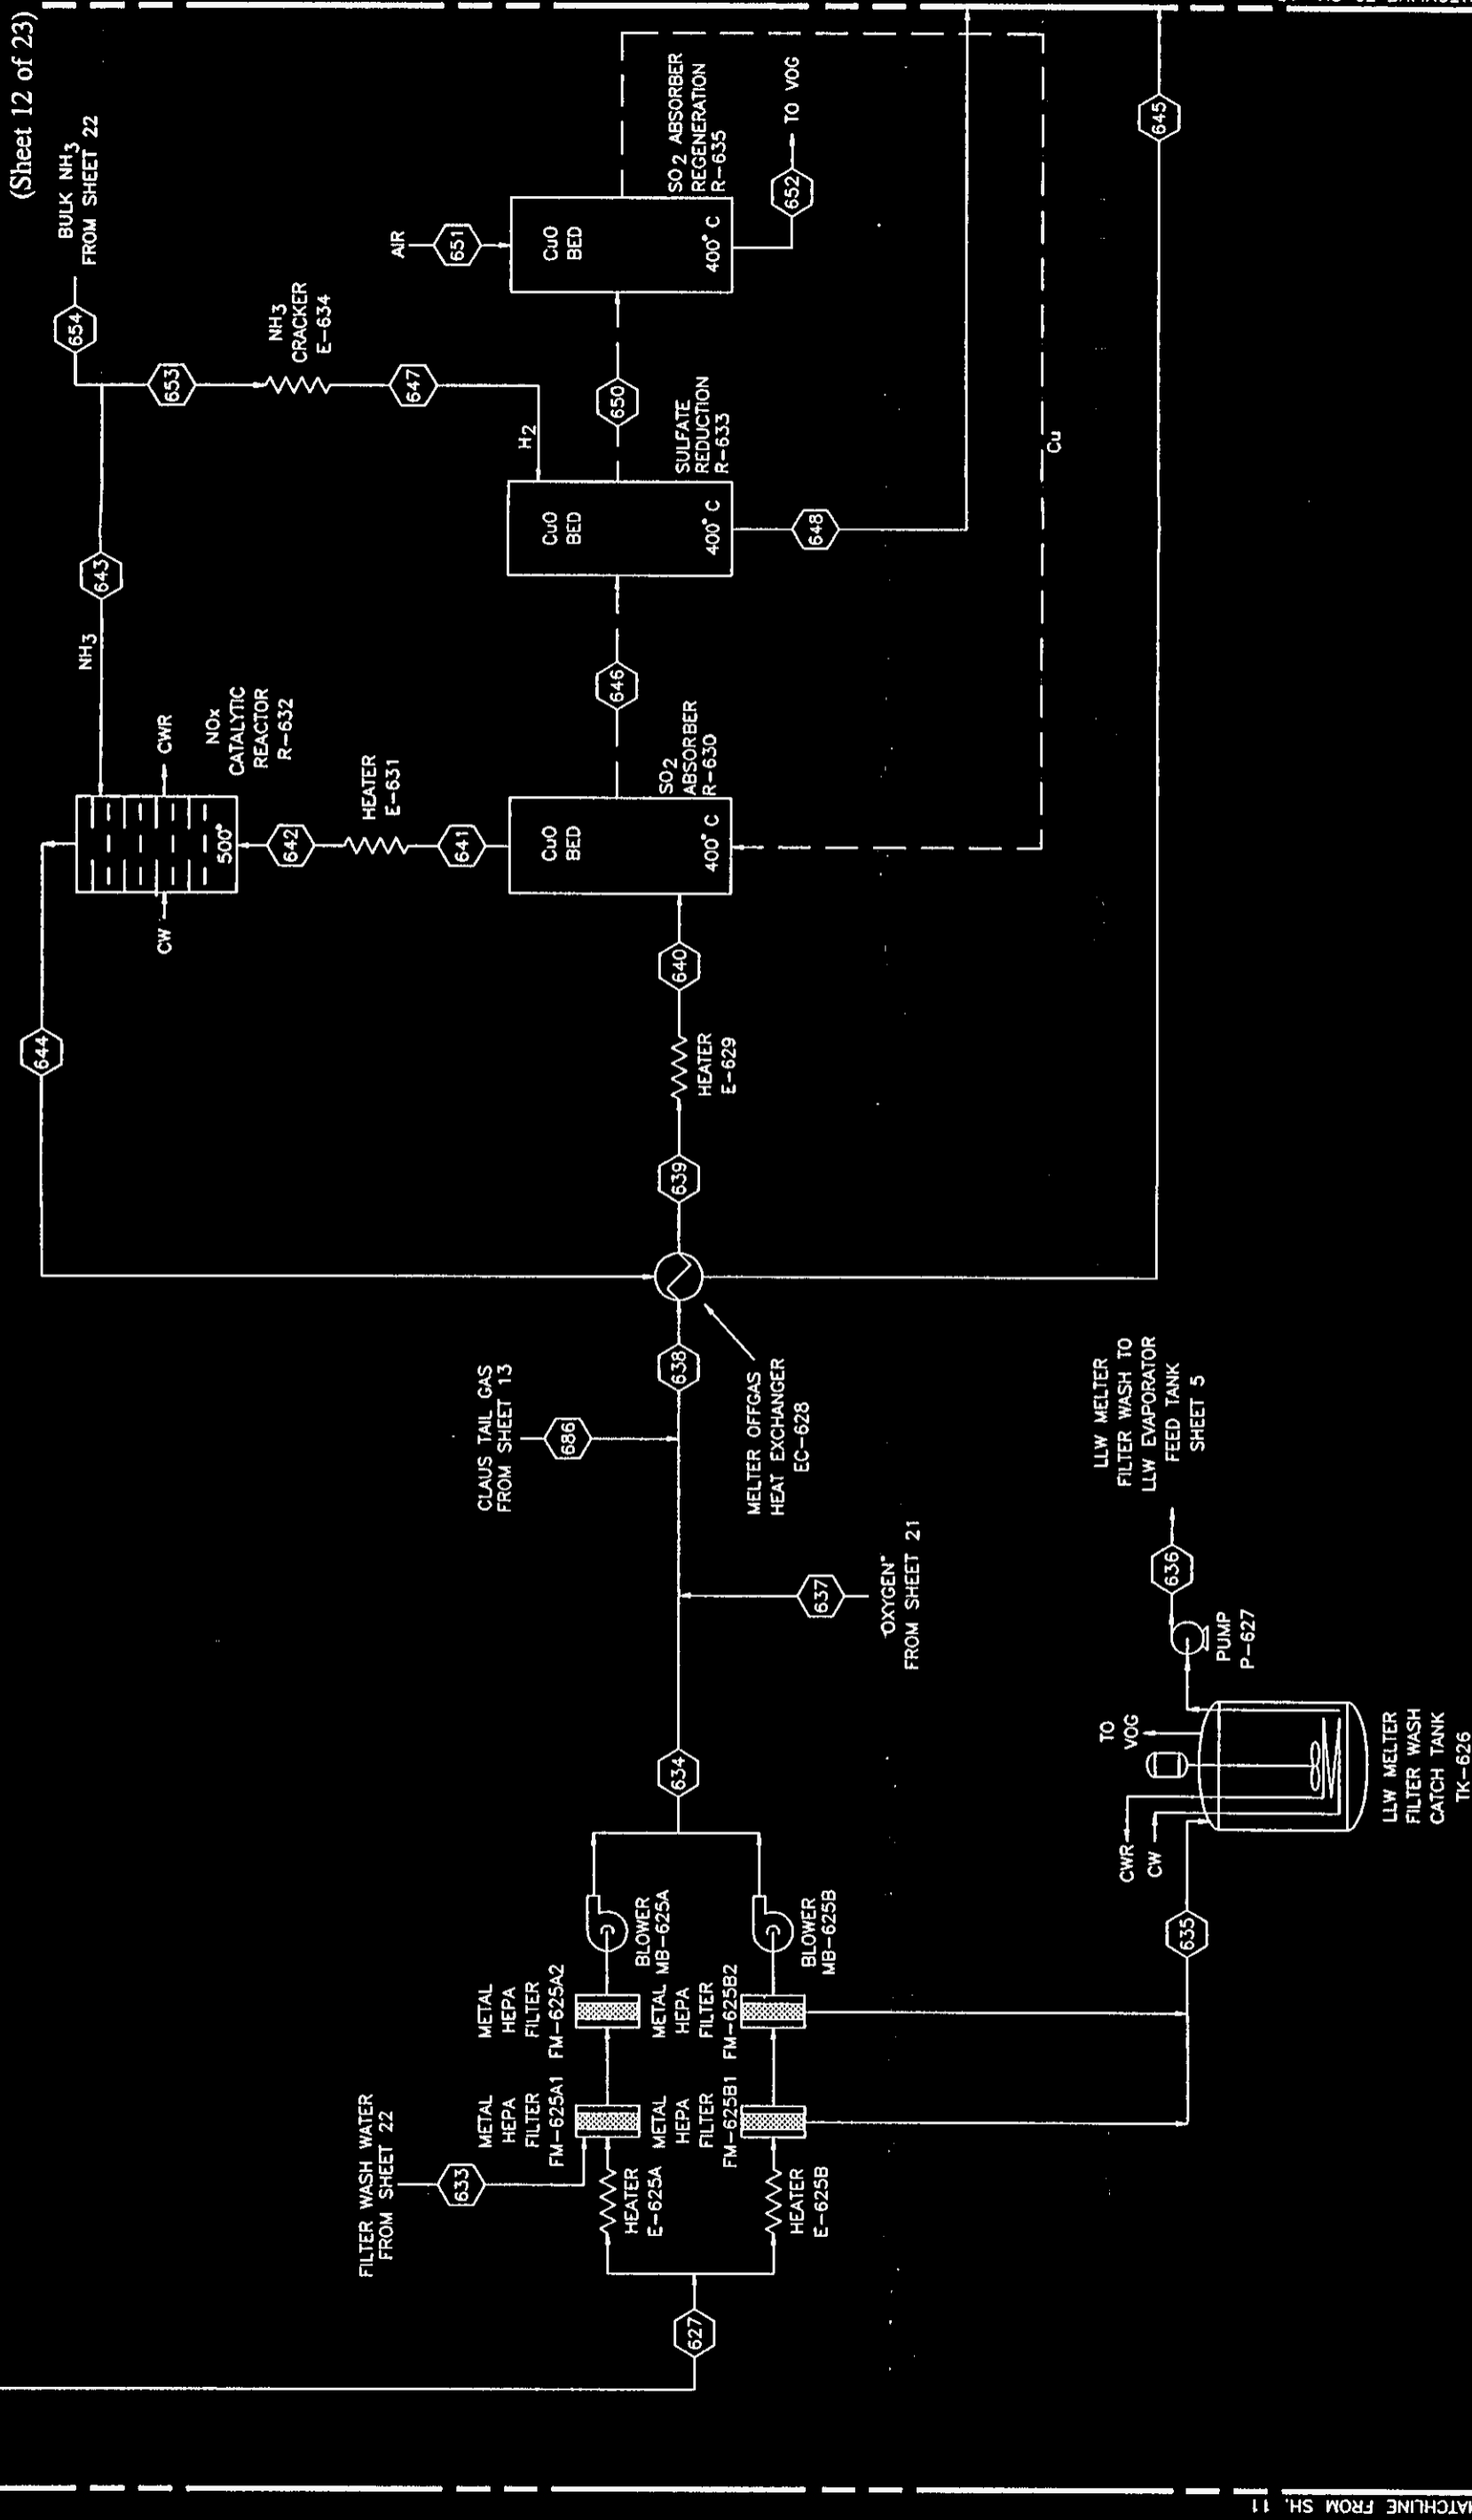 (Sheet 12 of 23)
BULK NH3
FROM SHEET 22
654
653
NH3
CRACKER
E-634
647
H2
643
NH3
644
CW
CWR
500°
NOx
CATALYTIC
REACTOR
R-632
642
HEATER
E-631
641
CuO
BED
400° C
SO2
ABSORBER
R-630
646
CuO
BED
400° C
SULFATE
REDUCTION
R-633
650
648
AIR
651
CuO
BED
400° C
SO2 ABSORBER
REGENERATION
R-635
652
TO VOG
Cu
645
640
HEATER
E-629
639
MELTER OFFGAS
HEAT EXCHANGER
EC-628
638
CLAUS TAIL GAS
FROM SHEET 13
686
637
OXYGEN
FROM SHEET 21
634
FILTER WASH WATER
FROM SHEET 22
633
627
HEATER
E-625A
METAL
HEPA
FILTER
FM-625A1
METAL
HEPA
FILTER
FM-625A2
BLOWER
MB-625A
HEATER
E-625B
METAL
HEPA
FILTER
FM-625B1
METAL
HEPA
FILTER
FM-625B2
BLOWER
MB-625B
635
CWR
CW
TO
VOG
LLW MELTER
FILTER WASH
CATCH TANK
TK-626
PUMP
P-627
636
LLW MELTER
FILTER WASH TO
LLW EVAPORATOR
FEED TANK
SHEET 5
MATCHLINE FROM SH. 11